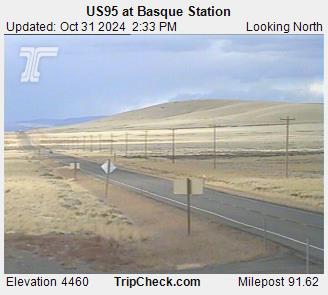 US95 at Basque Station
Updated: Oct 31 2024 2:33 PM Looking North
Elevation 4460 TripCheck.com Milepost 91.62